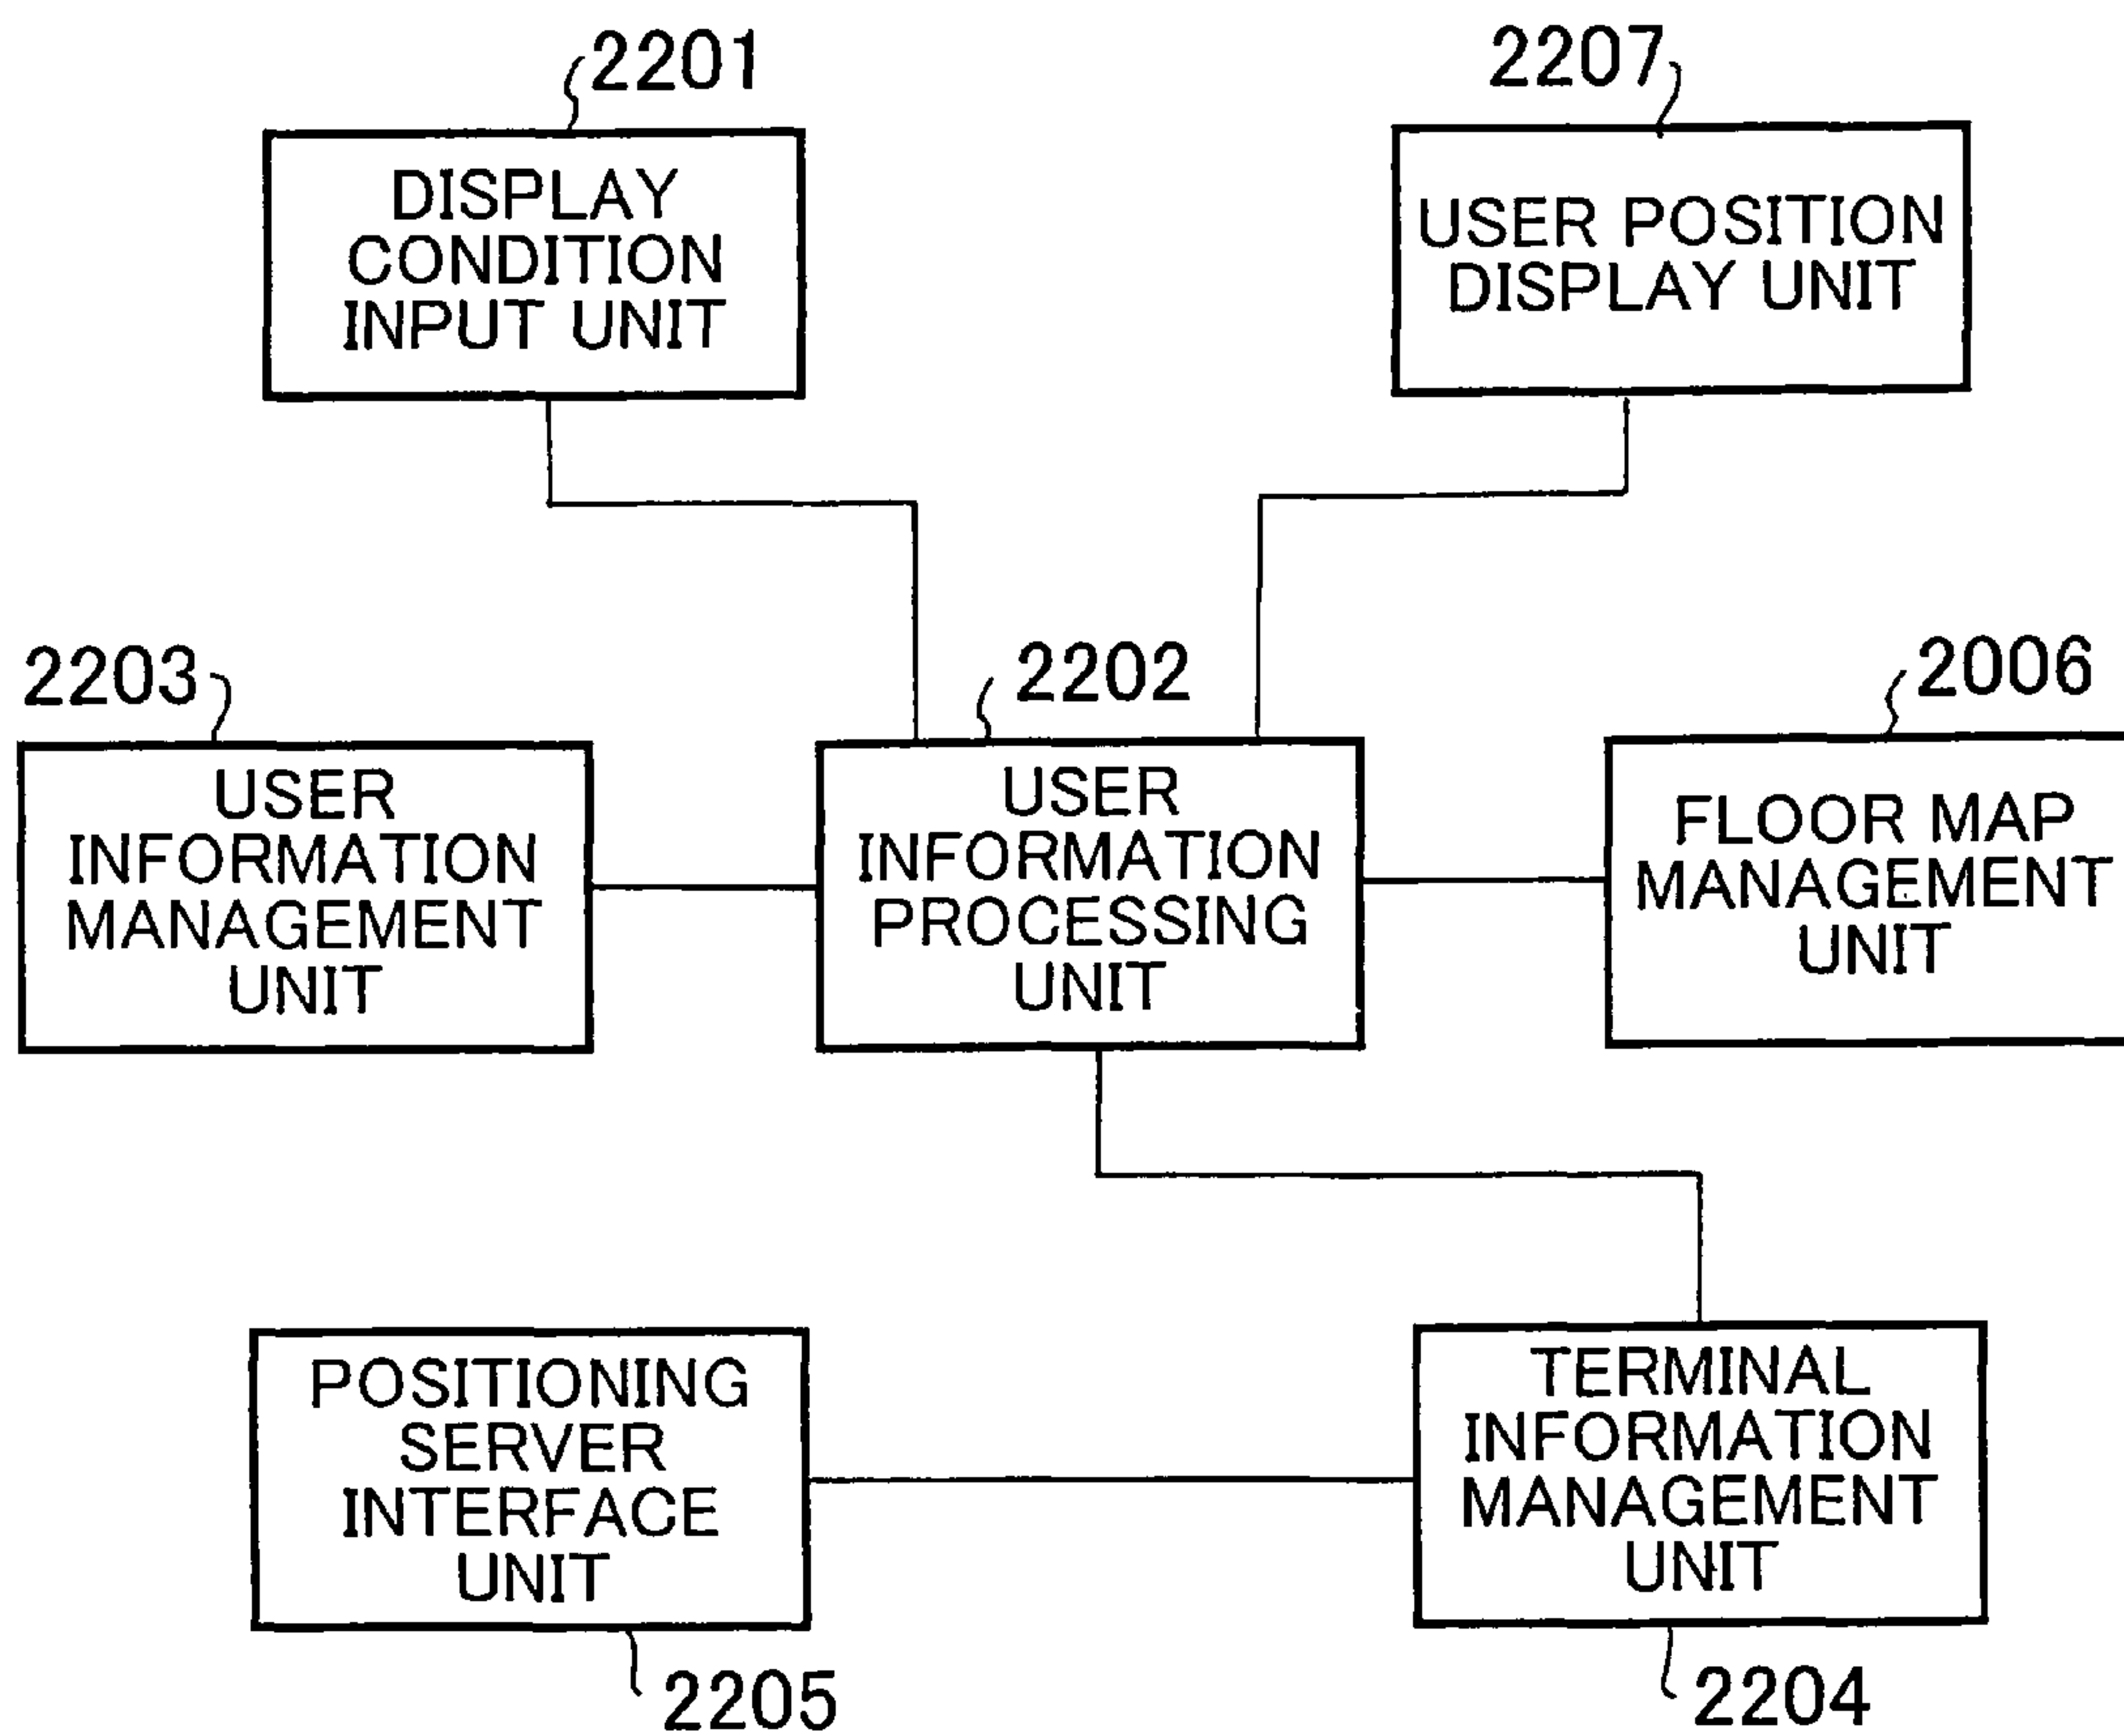 2201
DISPLAY
CONDITION
INPUT UNIT
2207
USER POSITION
DISPLAY UNIT
2203
USER
INFORMATION
MANAGEMENT
UNIT
2202
USER
INFORMATION
PROCESSING
UNIT
2006
FLOOR MAP
MANAGEMENT
UNIT
POSITIONING
SERVER
INTERFACE
UNIT
2205
TERMINAL
INFORMATION
MANAGEMENT
UNIT
2204